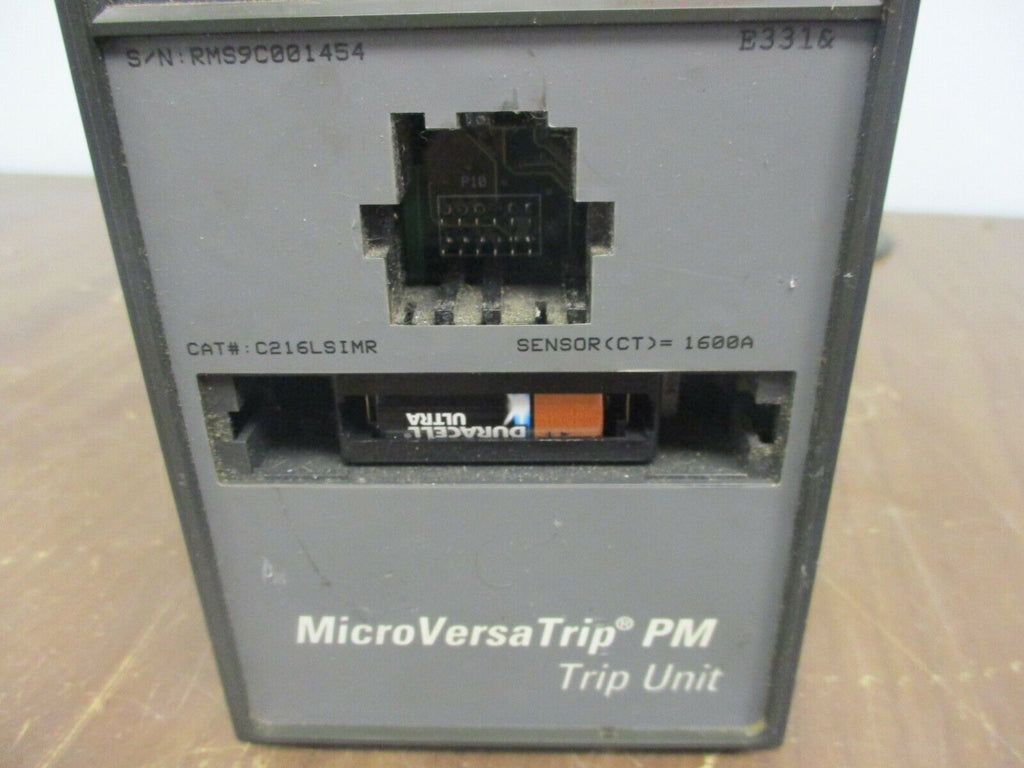 S/N:RMS9C001454
E331&
P10
CAT#:C216LSIMR
SENSOR(CT)= 1600A
DURACELL
ULTRA
MicroVersaTrip® PM
Trip Unit